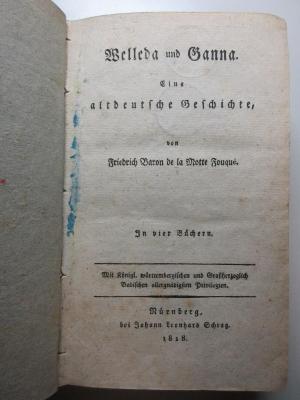 Welleda und Ganna.
Eine
altdeutsche Geschichte,
von
Friedrich Baron de la Motte Fouqué.
In vier Büchern.
Mit Königl. württembergischen und Großherzoglich
Badischen allergnädigsten Privilegien.
Nürnberg,
bei Johann Leonhard Schrag.
1818.